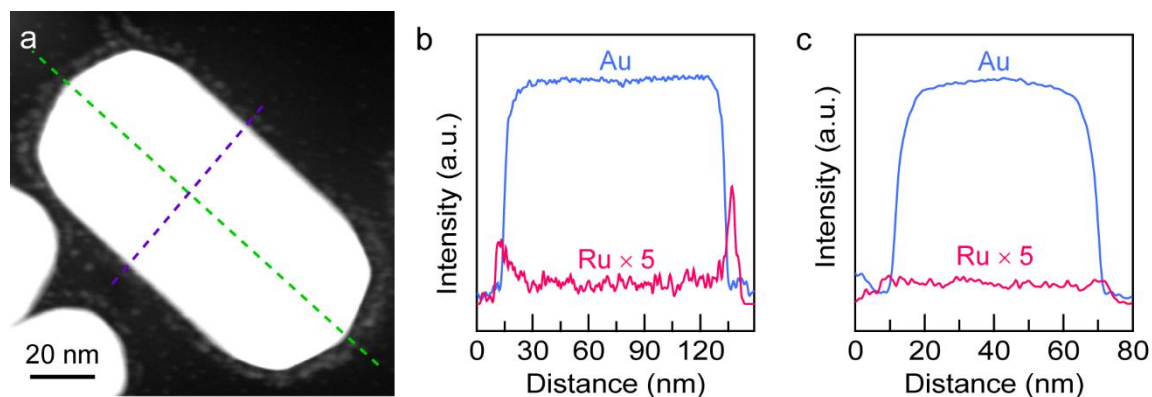 a
20 nm
b
Au
Ru × 5
Intensity (a.u.)
0 30 60 90 120
Distance (nm)
c
Au
Ru × 5
Intensity (a.u.)
0 20 40 60 80
Distance (nm)